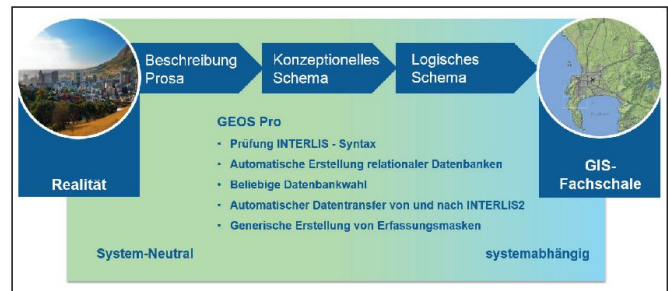 Beschreibung
Prosa
Konzeptionelles
Schema
Logisches
Schema
Realität
GEOS Pro
• Prüfung INTERLIS - Syntax
• Automatische Erstellung relationaler Datenbanken
• Beliebige Datenbankwahl
• Automatischer Datentransfer von und nach INTERLIS2
• Generische Erstellung von Erfassungsmasken
GIS-
Fachschale
System-Neutral
systemabhängig